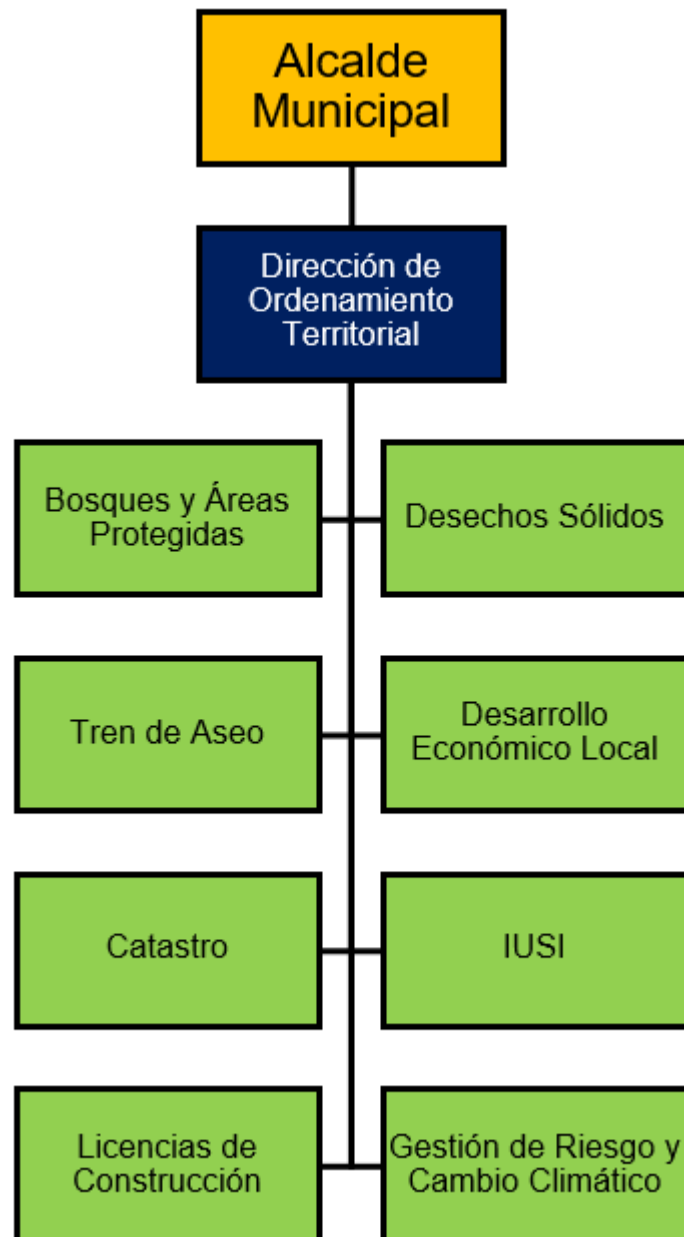 Alcalde
Municipal
Dirección de
Ordenamiento
Territorial
Bosques y Áreas
Protegidas
Desechos Sólidos
Tren de Aseo
Desarrollo
Económico Local
Catastro
IUSI
Licencias de
Construcción
Gestión de Riesgo y
Cambio Climático